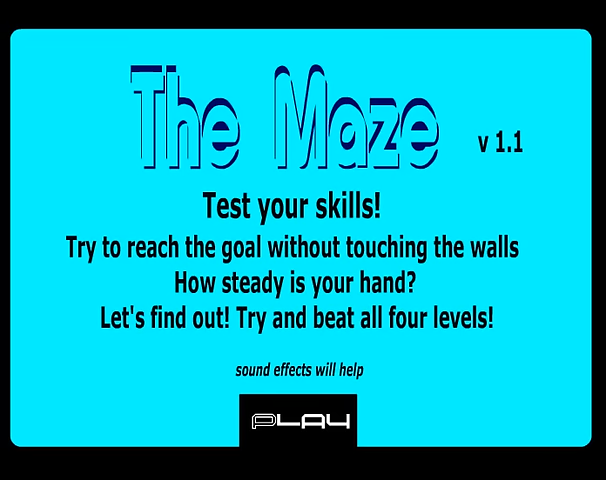 The Maze
v 1.1
Test your skills!
Try to reach the goal without touching the walls
How steady is your hand?
Let's find out! Try and beat all four levels!
sound effects will help
PLAY